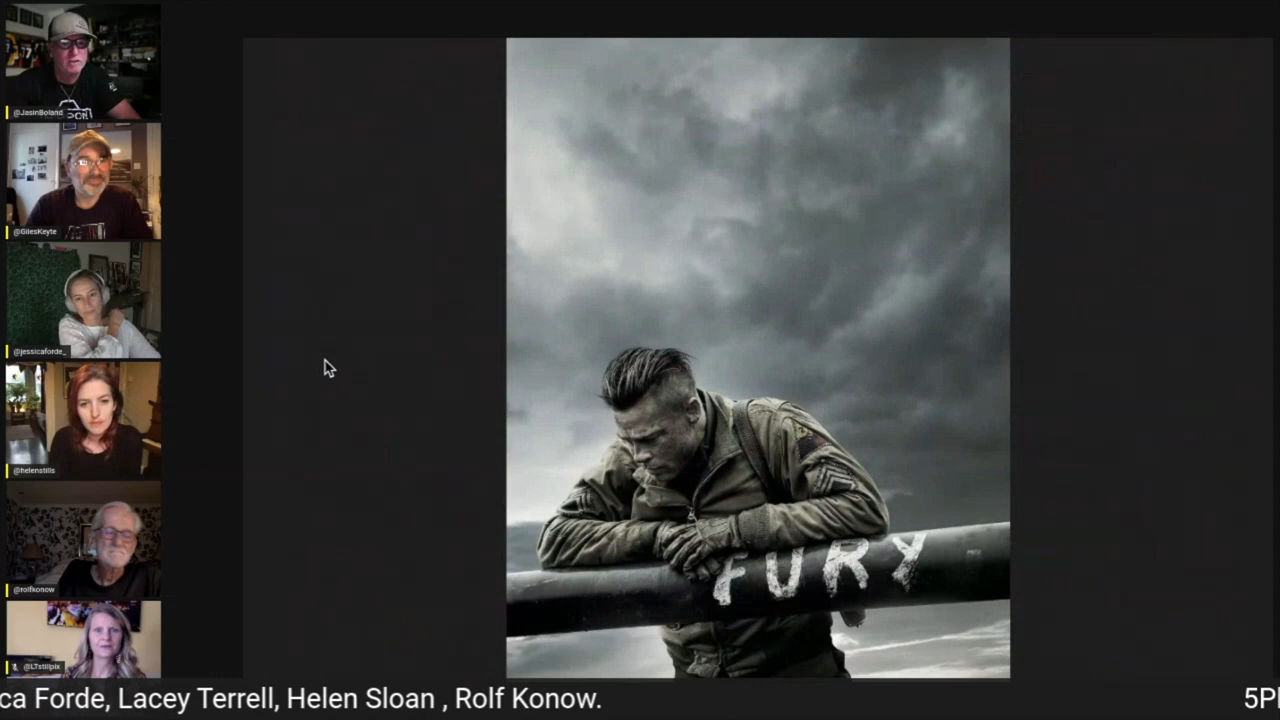 @JasinBoland
@GilesKeyte
@jessicaforde_
@helenstills
@rolfkonow
@LTstillpix
FURY
ca Forde, Lacey Terrell, Helen Sloan , Rolf Konow.
5P